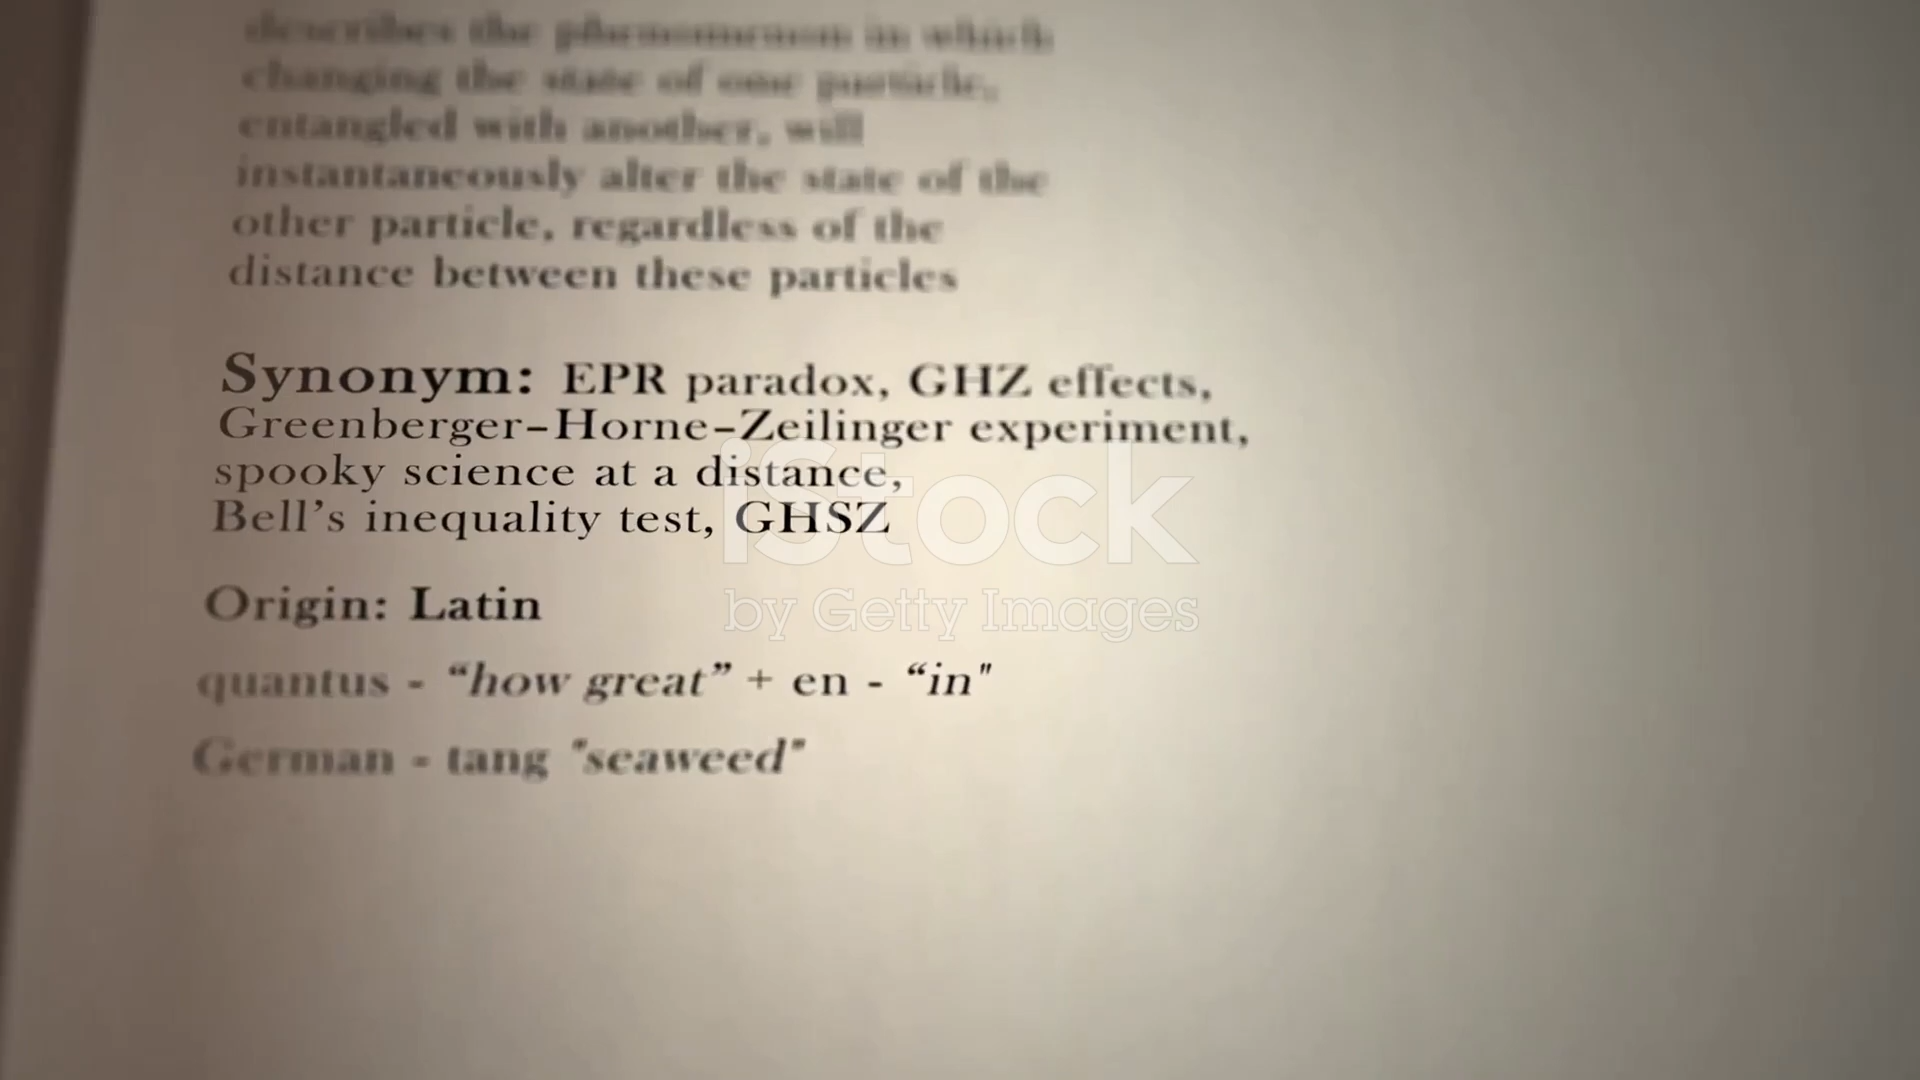 describes the phenomenon in which
changing the state of one particle,
entangled with another, will
instantaneously alter the state of the
other particle, regardless of the
distance between these particles
Synonym: EPR paradox, GHZ effects,
Greenberger–Horne–Zeilinger experiment,
spooky science at a distance,
Bell’s inequality test, GHSZ
Origin: Latin
quantus - “how great” + en - “in"
German - tang "seaweed"
iStock
by Getty Images